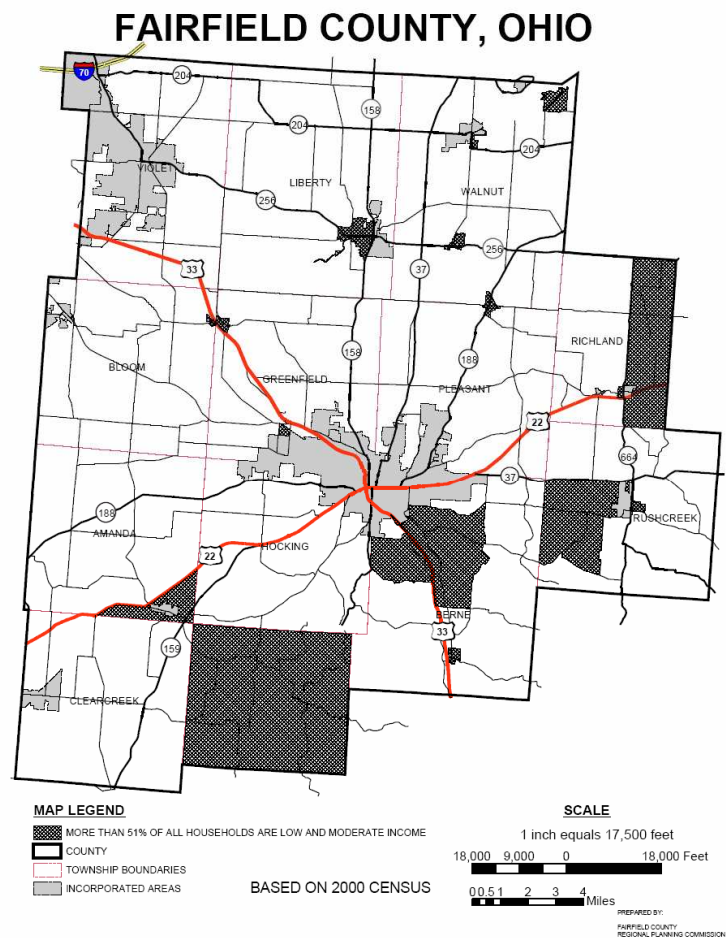 FAIRFIELD COUNTY, OHIO
70
204
158
204
204
VIOLET
LIBERTY
WALNUT
256
256
33
37
158
188
RICHLAND
BLOOM
GREENFIELD
PLEASANT
22
664
37
188
AMANDA
RUSHCREEK
22
HOCKING
BERNE
33
159
CLEARCREEK
MAP LEGEND
MORE THAN 51% OF ALL HOUSEHOLDS ARE LOW AND MODERATE INCOME
COUNTY
TOWNSHIP BOUNDARIES
INCORPORATED AREAS
BASED ON 2000 CENSUS
SCALE
1 inch equals 17,500 feet
18,000 9,000 0 18,000 Feet
0 0.5 1 2 3 4 Miles
PREPARED BY:
FAIRFIELD COUNTY
REGIONAL PLANNING COMMISSION